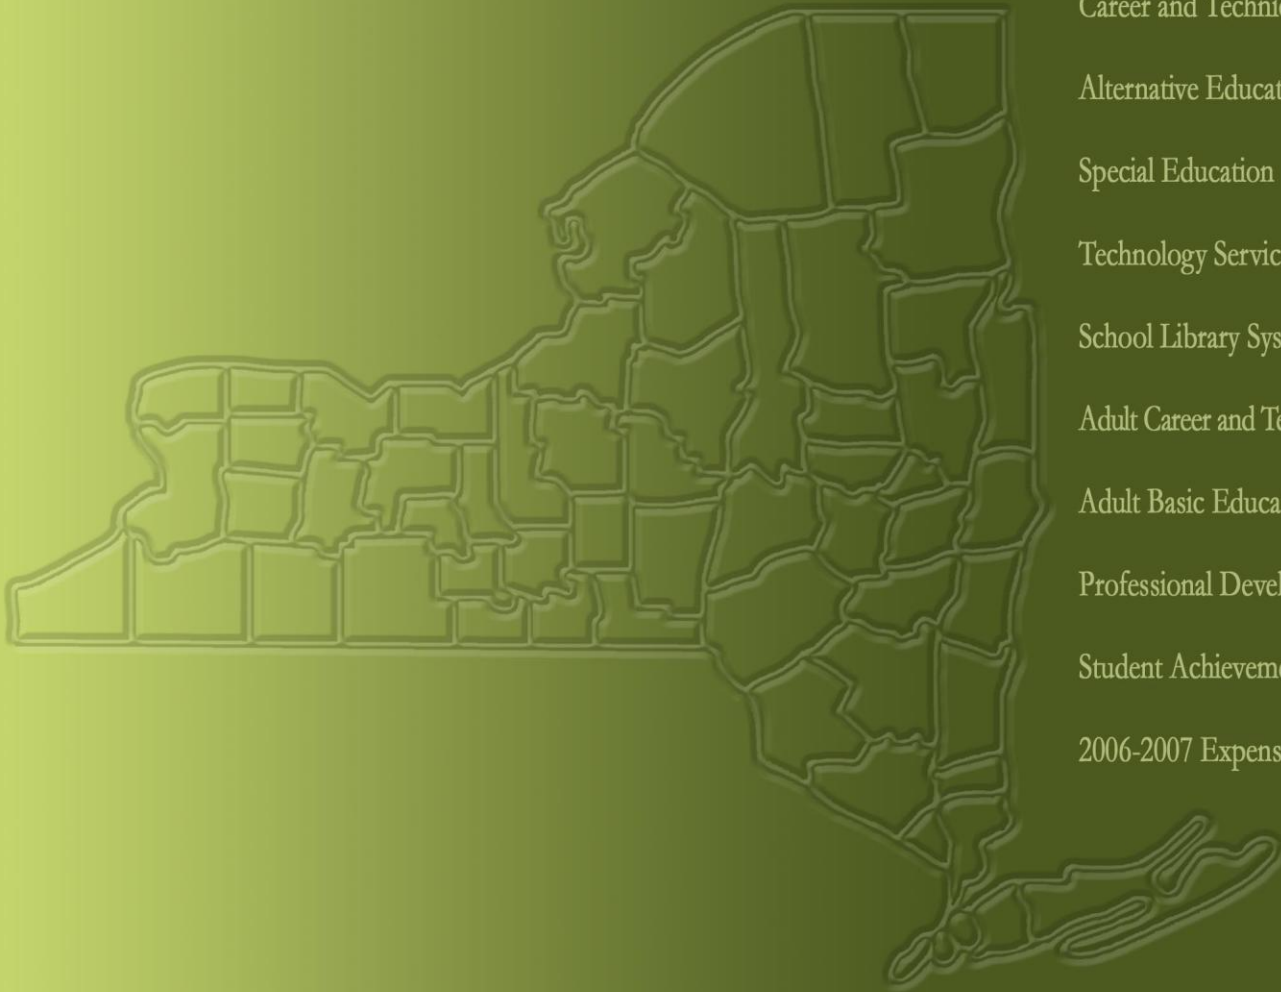 Career and Techni
Alternative Educat
Special Education
Technology Servic
School Library Sys
Adult Career and Te
Adult Basic Educa
Professional Devel
Student Achieveme
2006-2007 Expens